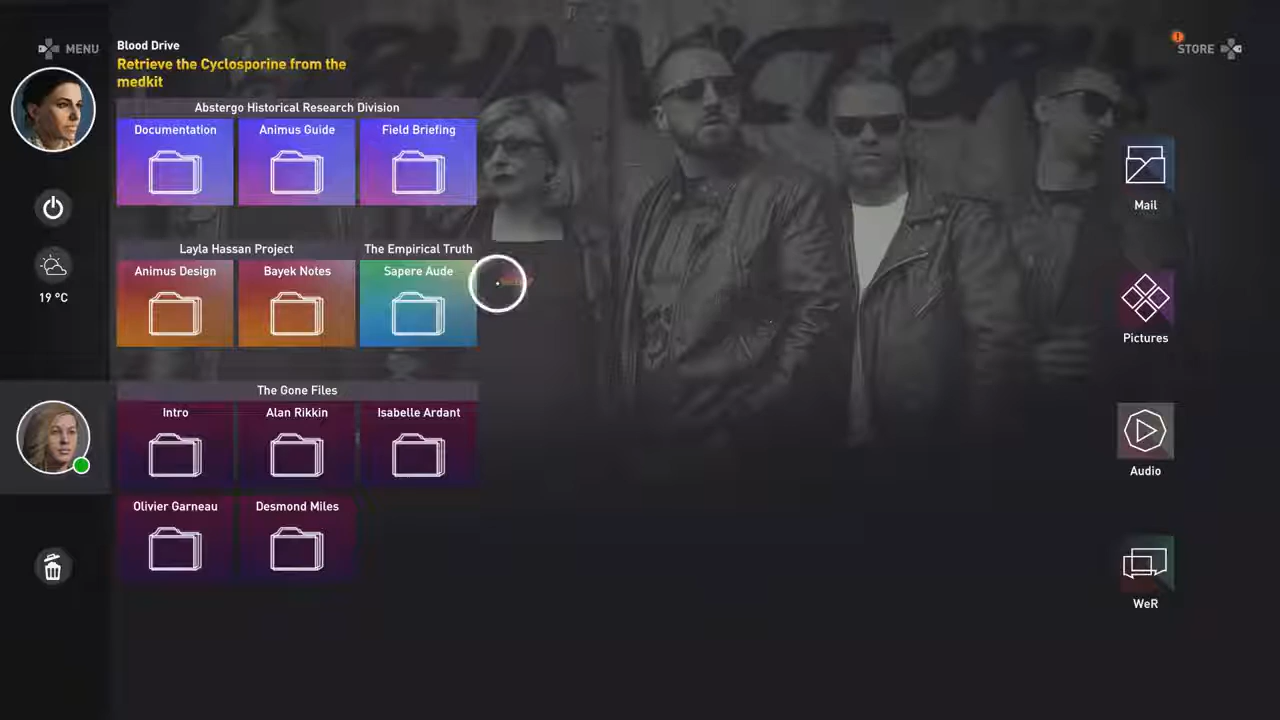 MENU
Blood Drive
Retrieve the Cyclosporine from the
medkit
! STORE
Abstergo Historical Research Division
Documentation Animus Guide Field Briefing
Mail
Layla Hassan Project The Empirical Truth
Animus Design Bayek Notes Sapere Aude
19 °C
Pictures
The Gone Files
Intro Alan Rikkin Isabelle Ardant
Audio
Olivier Garneau Desmond Miles
WeR